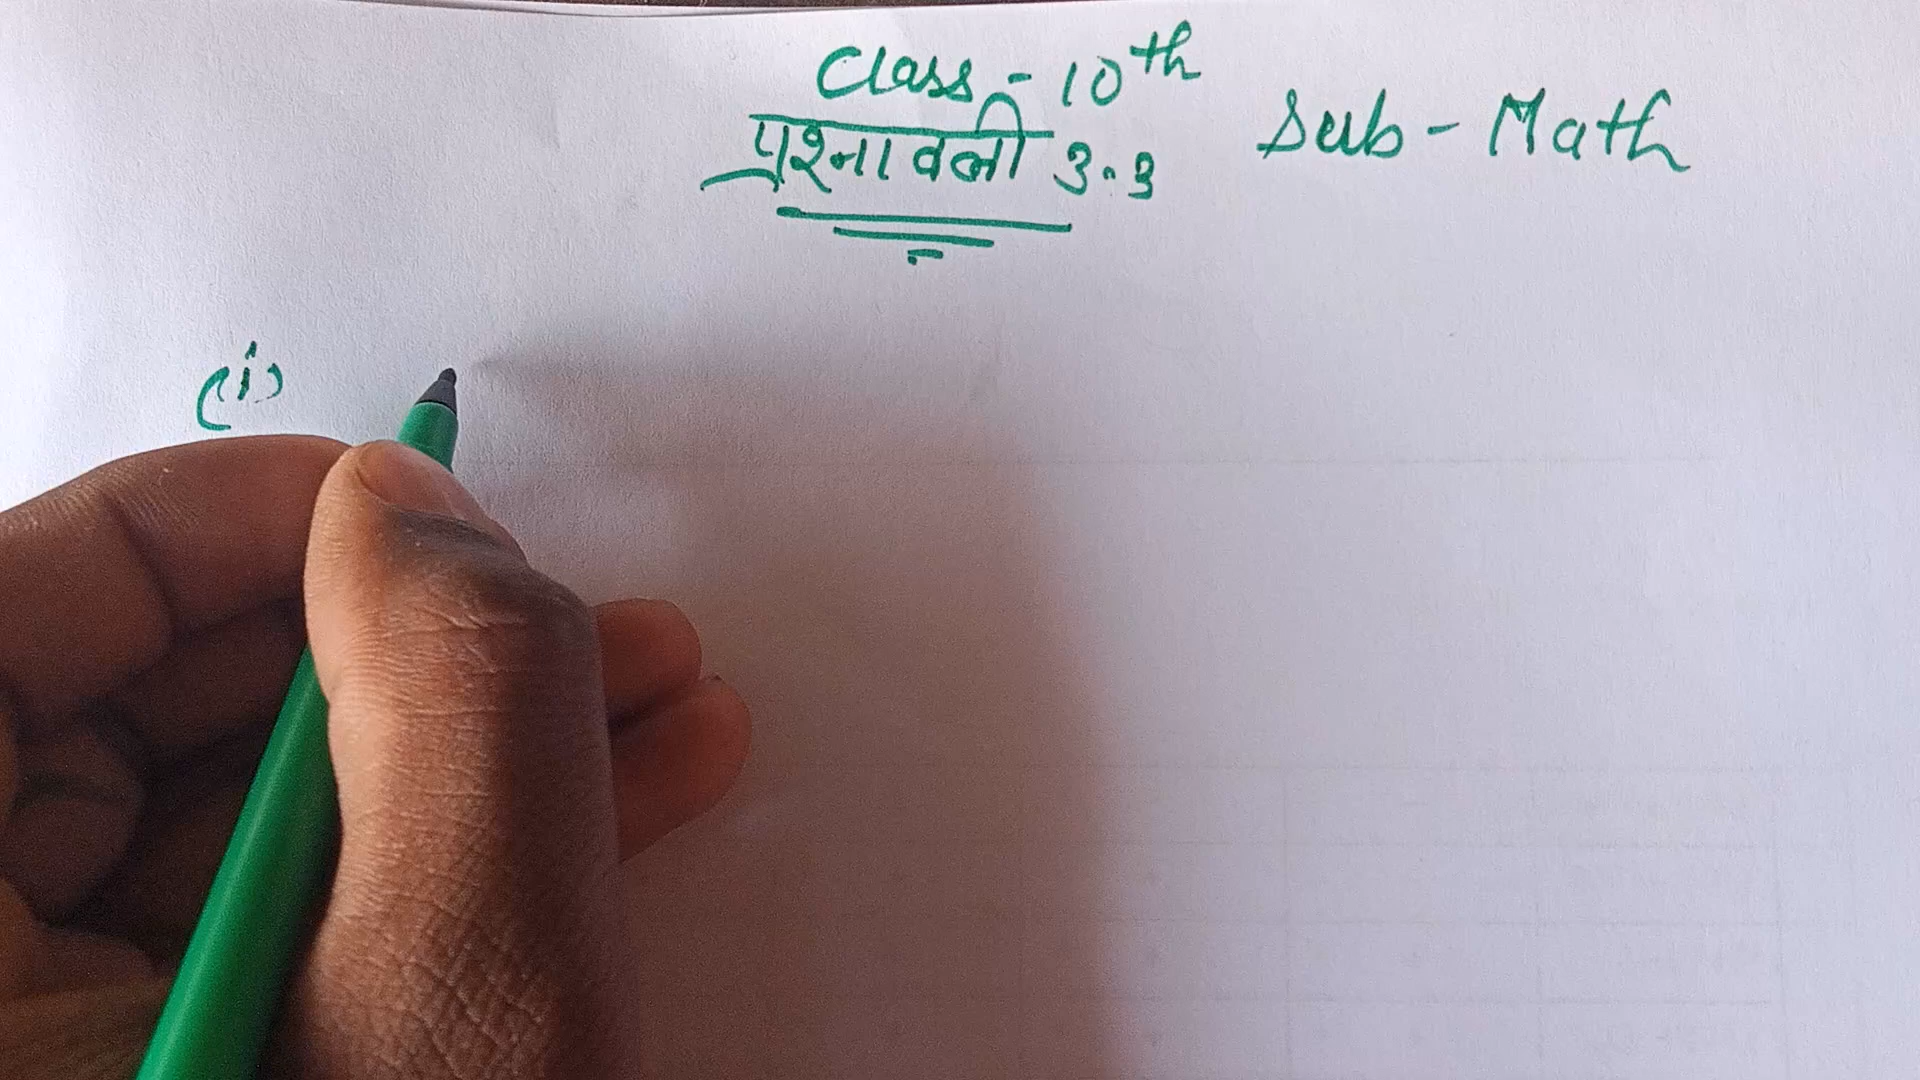 Class - 10th
प्रश्नावली 3.3
Sub - Math
(i)